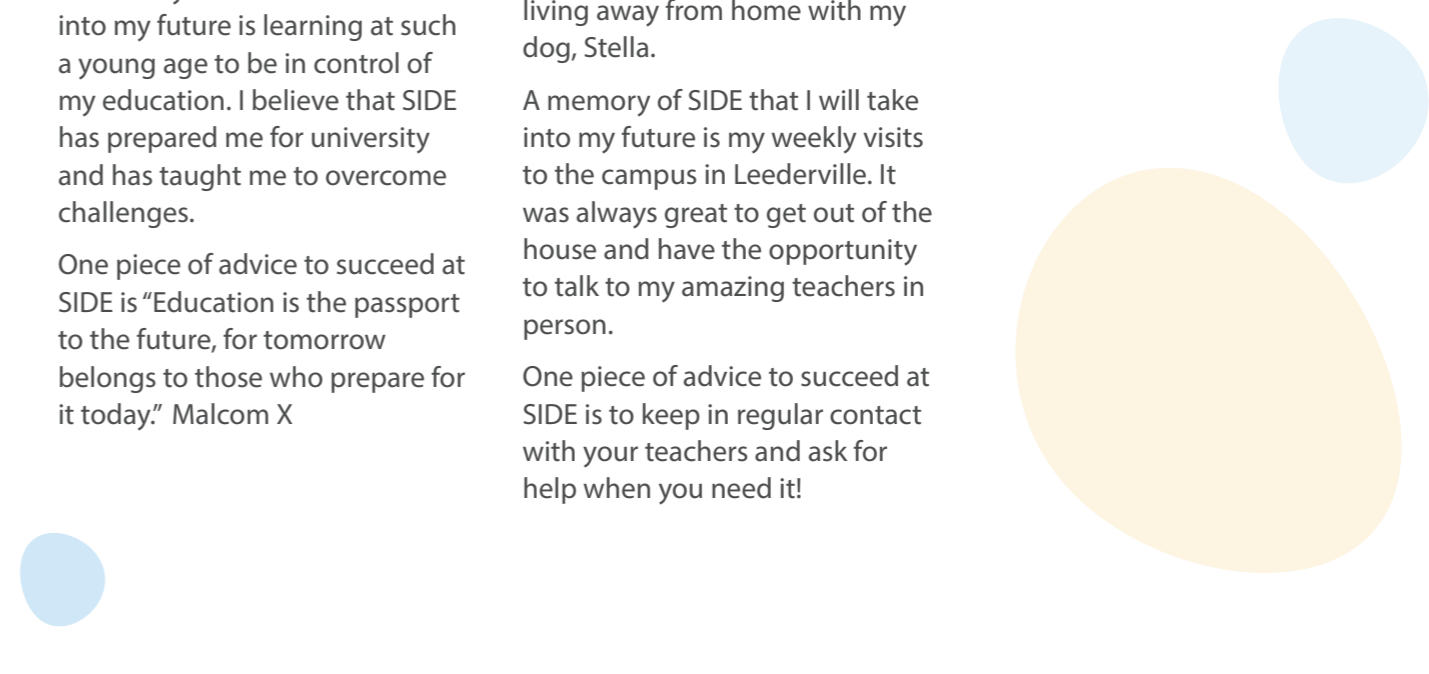 into my future is learning at such
a young age to be in control of
my education. I believe that SIDE
has prepared me for university
and has taught me to overcome
challenges.
One piece of advice to succeed at
SIDE is “Education is the passport
to the future, for tomorrow
belongs to those who prepare for
it today.” Malcom X
living away from home with my
dog, Stella.
A memory of SIDE that I will take
into my future is my weekly visits
to the campus in Leederville. It
was always great to get out of the
house and have the opportunity
to talk to my amazing teachers in
person.
One piece of advice to succeed at
SIDE is to keep in regular contact
with your teachers and ask for
help when you need it!